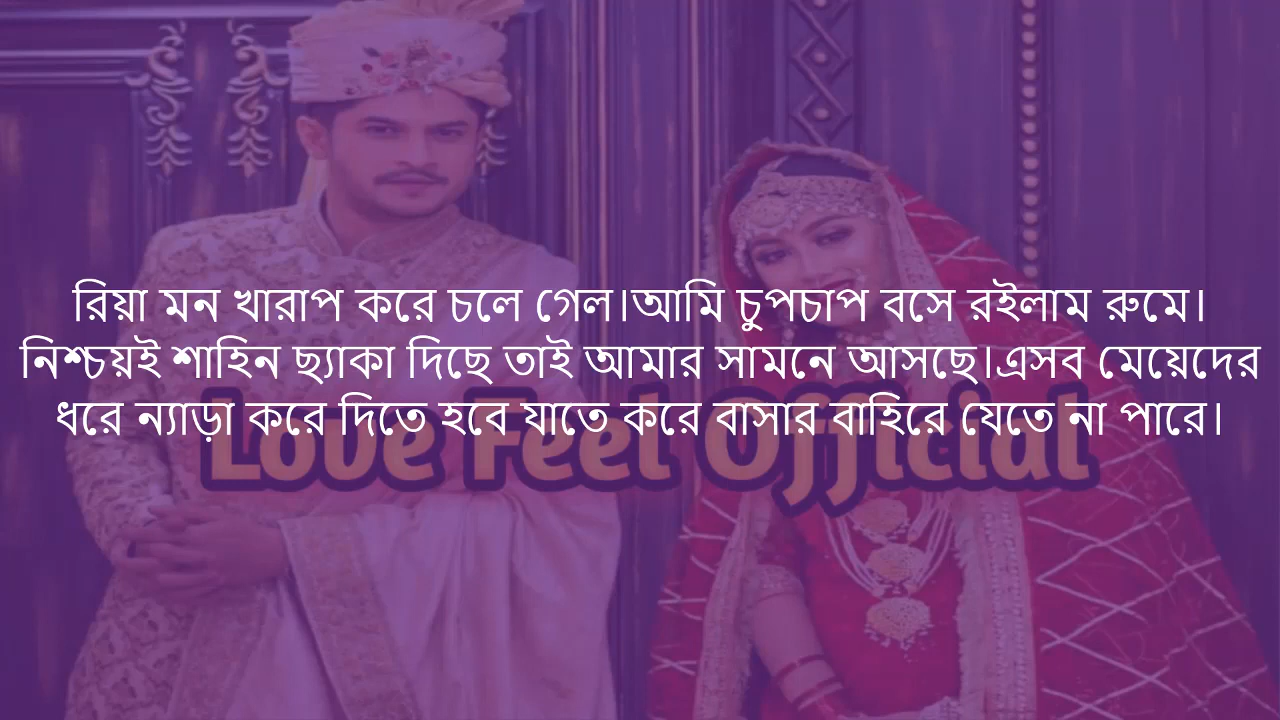 রিয়া মন খারাপ করে চলে গেল।আমি চুপচাপ বসে রইলাম রুমে।
নিশ্চয়ই শাহিন ছ্যাকা দিছে তাই আমার সামনে আসছে।এসব মেয়েদের
ধরে ন্যাড়া করে দিতে হবে যাতে করে বাসার বাহিরে যেতে না পারে।
Love Feel Official